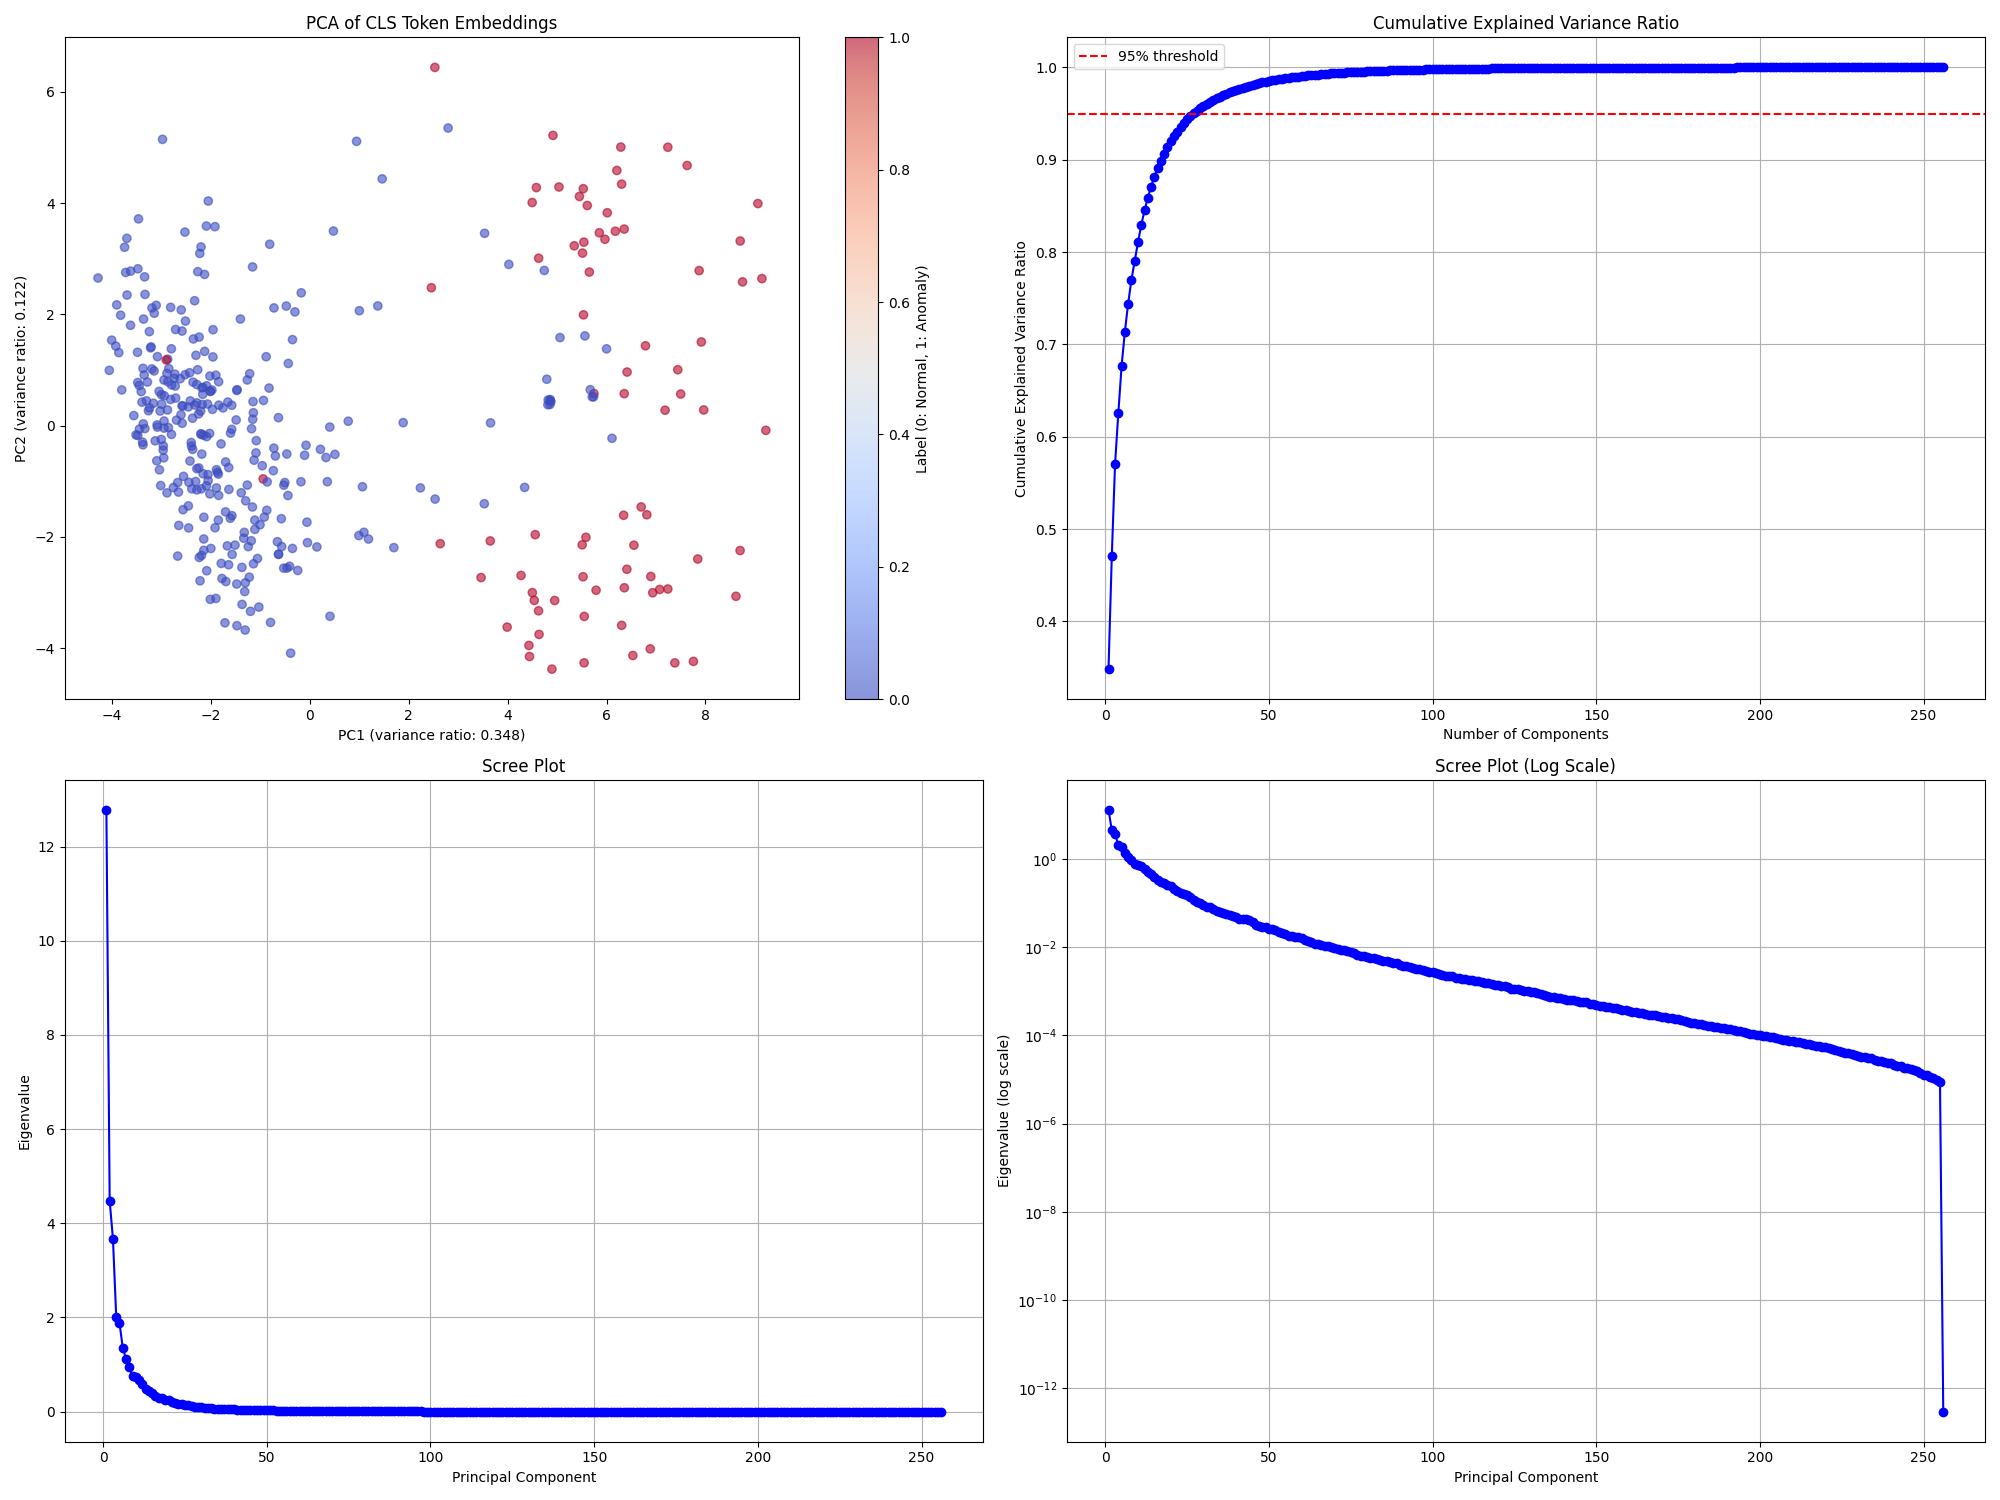 PCA of CLS Token Embeddings
6
4
2
0
−2
−4
PC2 (variance ratio: 0.122)
−4 −2 0 2 4 6 8
PC1 (variance ratio: 0.348)
1.0
0.8
0.6
0.4
0.2
0.0
Label (0: Normal, 1: Anomaly)
Cumulative Explained Variance Ratio
95% threshold
1.0
0.9
0.8
0.7
0.6
0.5
0.4
Cumulative Explained Variance Ratio
0 50 100 150 200 250
Number of Components
Scree Plot
12
10
8
6
4
2
0
Eigenvalue
0 50 100 150 200 250
Principal Component
Scree Plot (Log Scale)
10⁰
10⁻²
10⁻⁴
10⁻⁶
10⁻⁸
10⁻¹⁰
10⁻¹²
Eigenvalue (log scale)
0 50 100 150 200 250
Principal Component